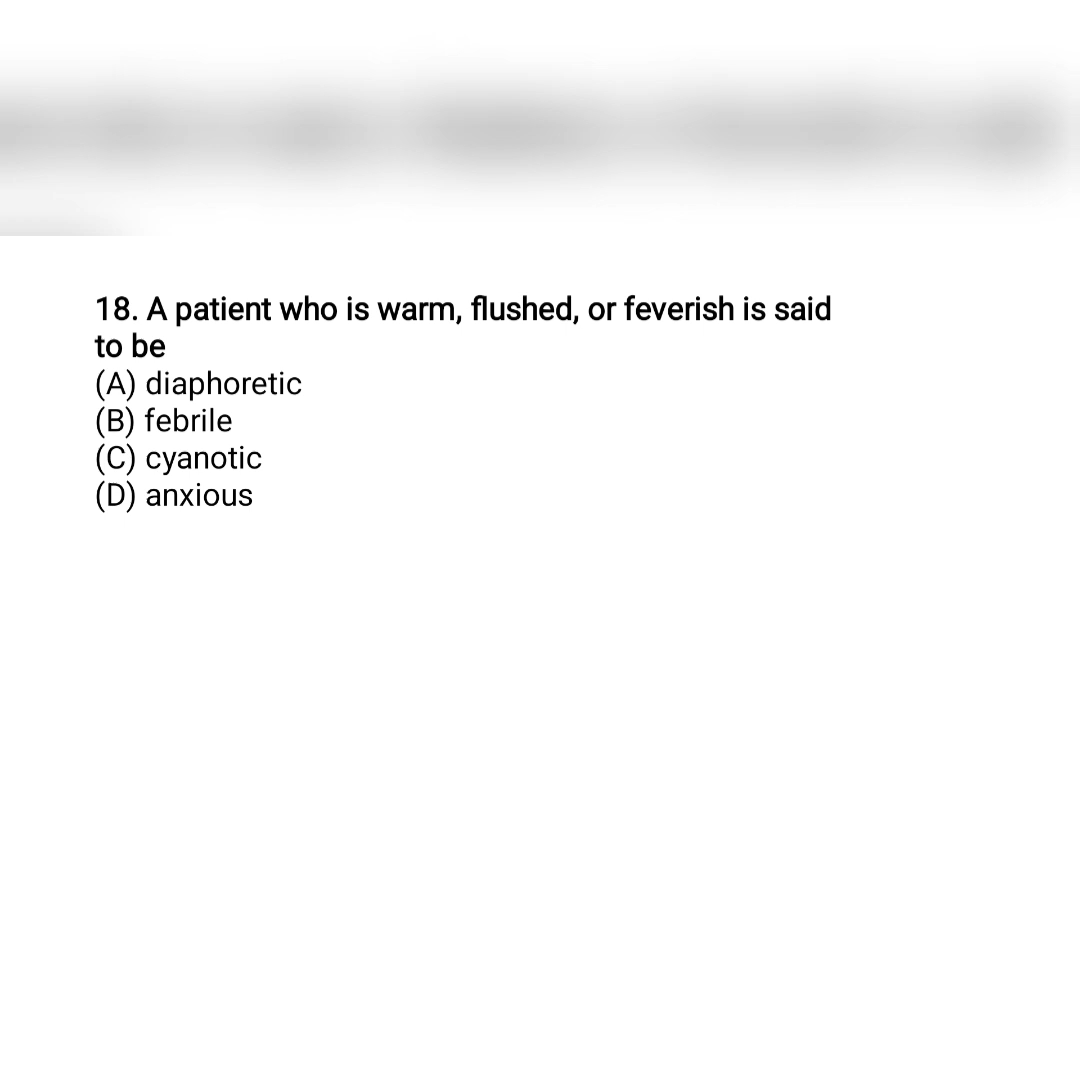 18. A patient who is warm, flushed, or feverish is said
to be
(A) diaphoretic
(B) febrile
(C) cyanotic
(D) anxious